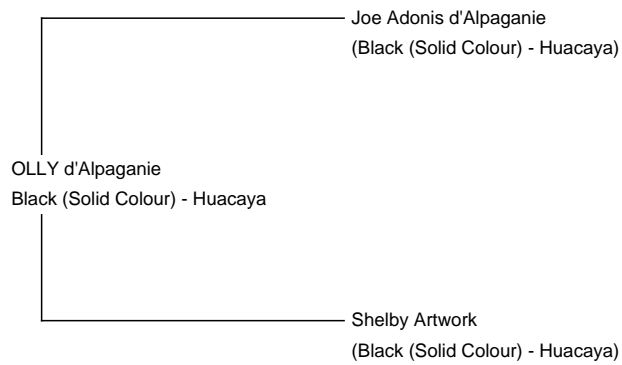 Joe Adonis d'Alpaganie
(Black (Solid Colour) - Huacaya)
OLLY d'Alpaganie
Black (Solid Colour) - Huacaya
Shelby Artwork
(Black (Solid Colour) - Huacaya)